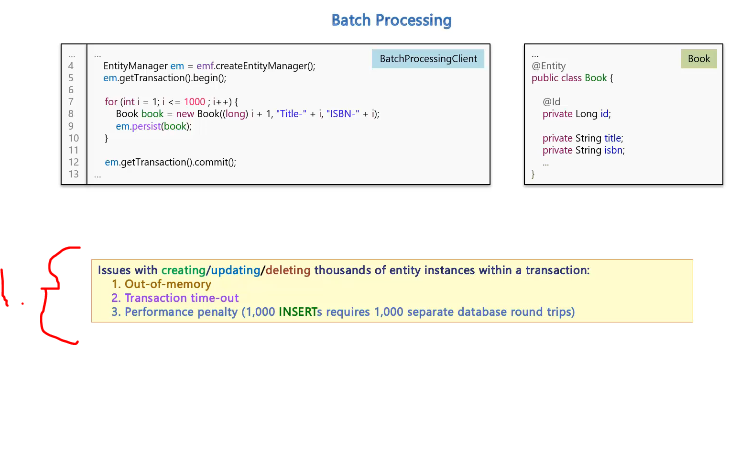 Batch Processing
...
...
BatchProcessingClient
4 EntityManager em = emf.createEntityManager();
5 em.getTransaction().begin();
6
7 for (int i = 1; i <= 1000 ; i++) {
8 Book book = new Book((long) i + 1, "Title-" + i, "ISBN-" + i);
9 em.persist(book);
10 }
11
12 em.getTransaction().commit();
13 ...
...
Book
@Entity
public class Book {
@Id
private Long id;
private String title;
private String isbn;
...
}
1.
Issues with creating/updating/deleting thousands of entity instances within a transaction:
1. Out-of-memory
2. Transaction time-out
3. Performance penalty (1,000 INSERTs requires 1,000 separate database round trips)